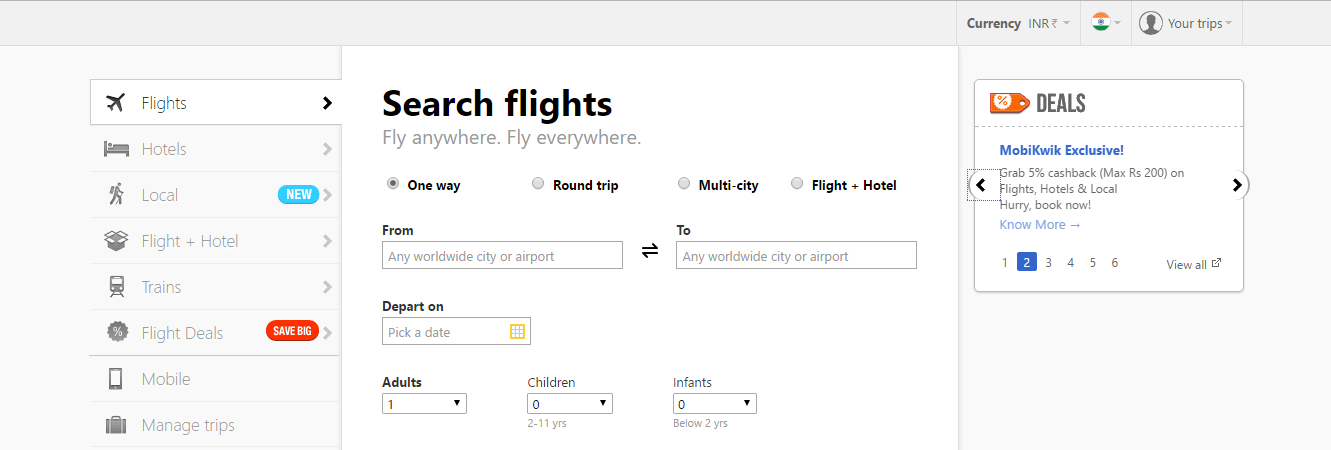 Currency INR ₹
Your trips
Flights
Hotels
Local NEW
Flight + Hotel
Trains
Flight Deals SAVE BIG
Mobile
Manage trips
Search flights
Fly anywhere. Fly everywhere.
One way Round trip Multi-city Flight + Hotel
From To
Any worldwide city or airport ⇌ Any worldwide city or airport
Depart on
Pick a date
Adults Children Infants
1 0 0
2-11 yrs Below 2 yrs
% DEALS
MobiKwik Exclusive!
Grab 5% cashback (Max Rs 200) on
Flights, Hotels & Local
Hurry, book now!
Know More →
1 2 3 4 5 6 View all